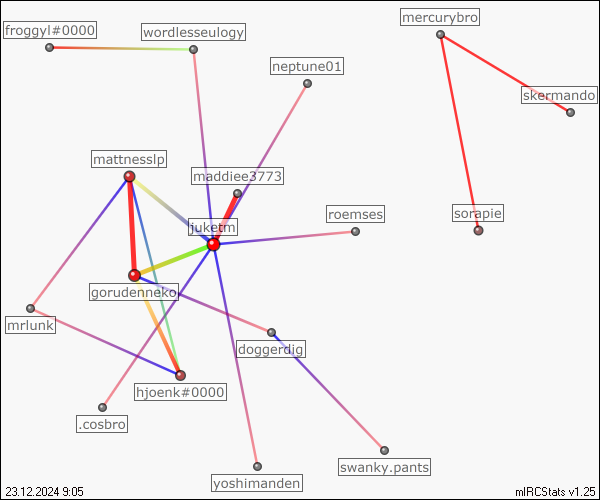 mercurybro
froggyl#0000
wordlesseulogy
neptune01
skermando
mattnesslp
maddiee3773
roemses
sorapie
juketm
gorudenneko
mrlunk
doggerdig
hjoenk#0000
.cosbro
swanky.pants
yoshimanden
23.12.2024 9:05
mIRCStats v1.25